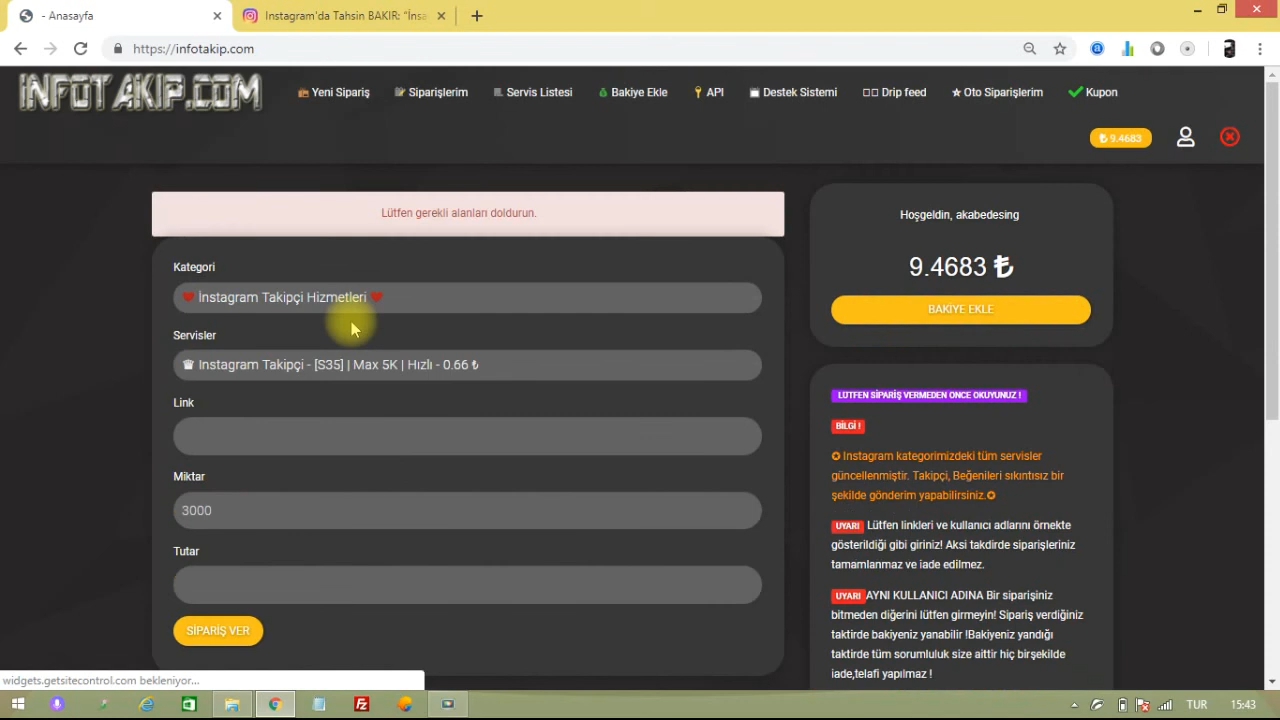 - Anasayfa
Instagram'da Tahsin BAKIR: "İnsa
https://infotakip.com
INFOTAKIP.COM
Yeni Sipariş
Siparişlerim
Servis Listesi
Bakiye Ekle
API
Destek Sistemi
Drip feed
Oto Siparişlerim
Kupon
₺ 9.4683
Lütfen gerekli alanları doldurun.
Kategori
İnstagram Takipçi Hizmetleri
Servisler
Instagram Takipçi - [S35] | Max 5K | Hızlı - 0.66 ₺
Link
Miktar
3000
Tutar
SİPARİŞ VER
Hoşgeldin, akabedesing
9.4683 ₺
BAKİYE EKLE
LÜTFEN SİPARİŞ VERMEDEN ÖNCE OKUYUNUZ !
BİLGİ !
✪ Instagram kategorimizdeki tüm servisler
güncellenmiştir. Takipçi, Beğenileri sıkıntısız bir
şekilde gönderim yapabilirsiniz.✪
UYARI Lütfen linkleri ve kullanıcı adlarını örnekte
gösterildiği gibi giriniz! Aksi takdirde siparişleriniz
tamamlanmaz ve iade edilmez.
UYARI AYNI KULLANICI ADINA Bir siparişiniz
bitmeden diğerini lütfen girmeyin! Sipariş verdiğiniz
taktirde bakiyeniz yanabilir !Bakiyeniz yandığı
taktirde tüm sorumluluk size aittir hiç birşekilde
iade,telafi yapılmaz !
widgets.getsitecontrol.com bekleniyor...
TUR
15:43